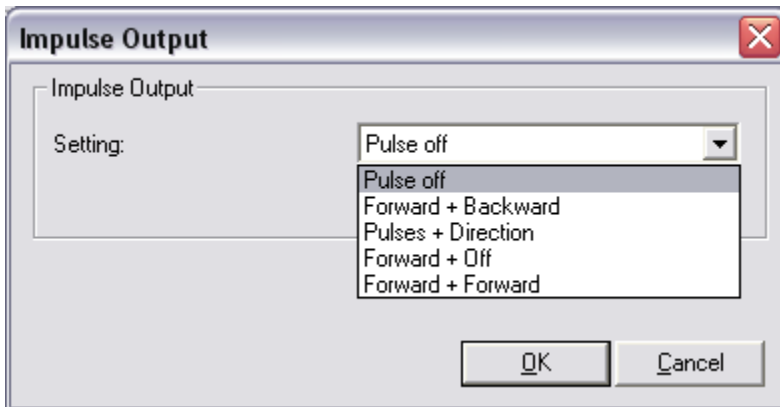 Impulse Output
Impulse Output
Setting: Pulse off
Pulse off
Forward + Backward
Pulses + Direction
Forward + Off
Forward + Forward
OK Cancel